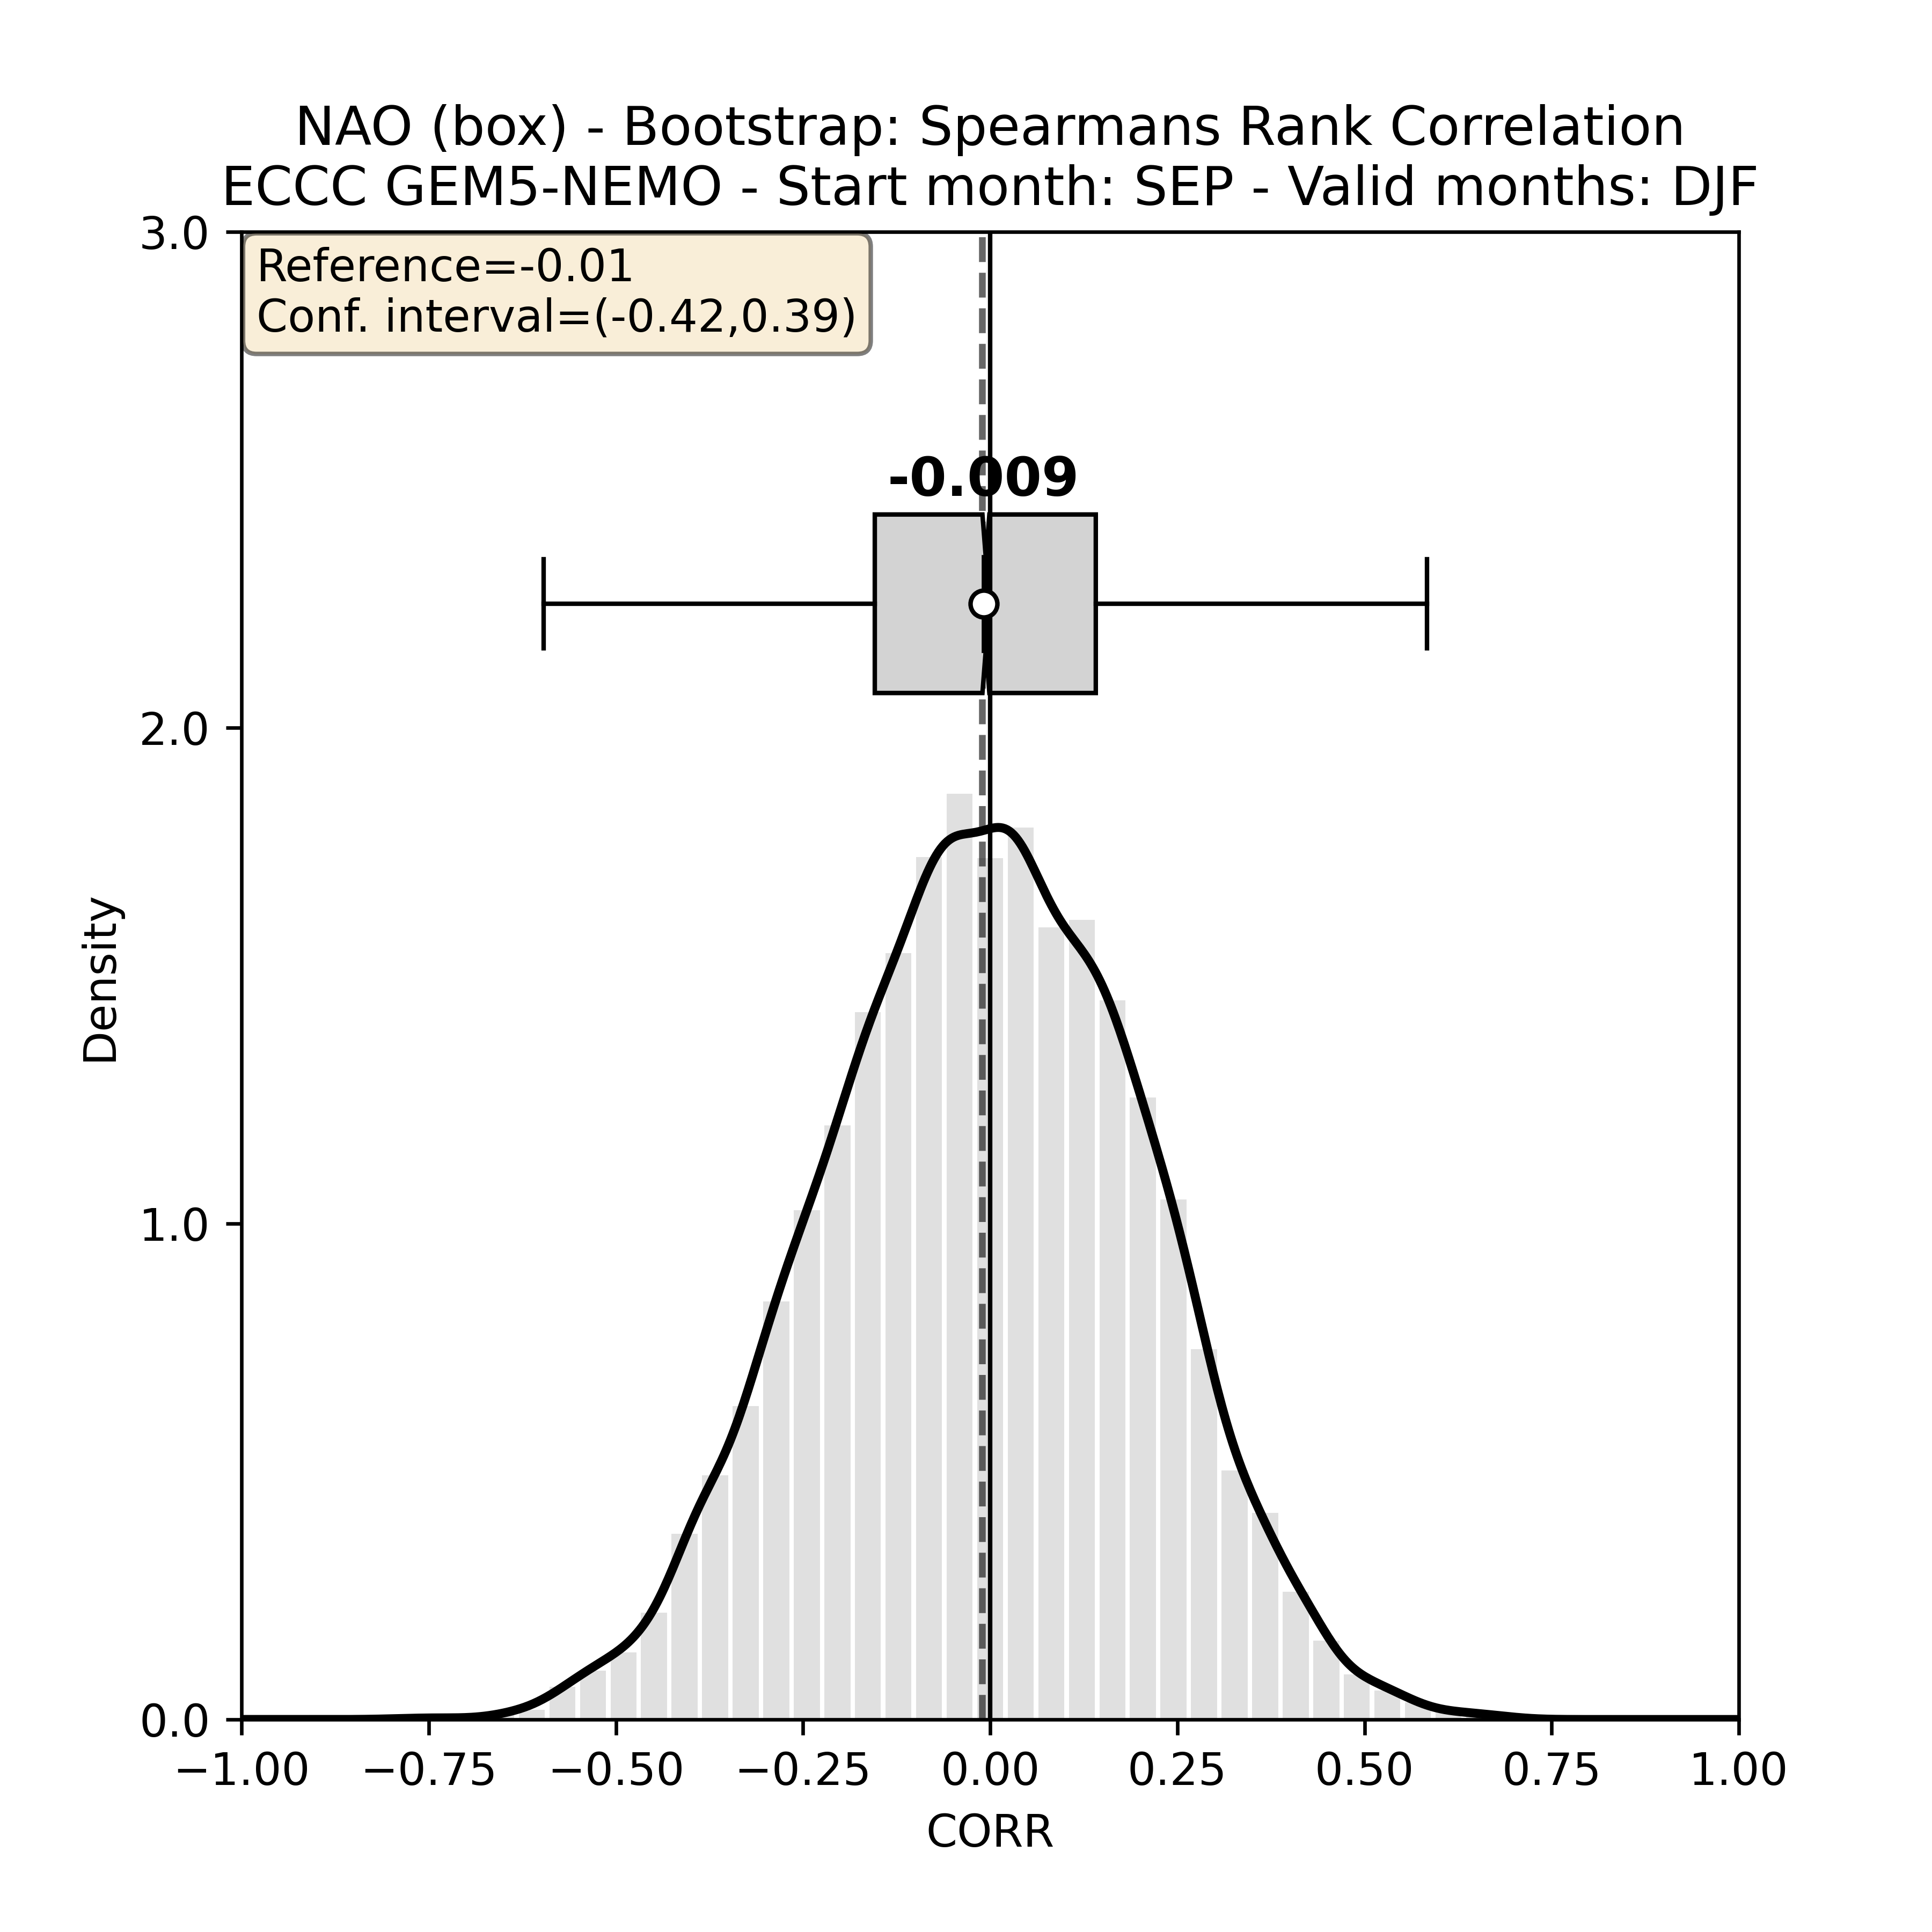 NAO (box) - Bootstrap: Spearmans Rank Correlation
ECCC GEM5-NEMO - Start month: SEP - Valid months: DJF
3.0
Reference=-0.01
Conf. interval=(-0.42,0.39)
-0.009
2.0
Density
1.0
0.0
−1.00 −0.75 −0.50 −0.25 0.00 0.25 0.50 0.75 1.00
CORR